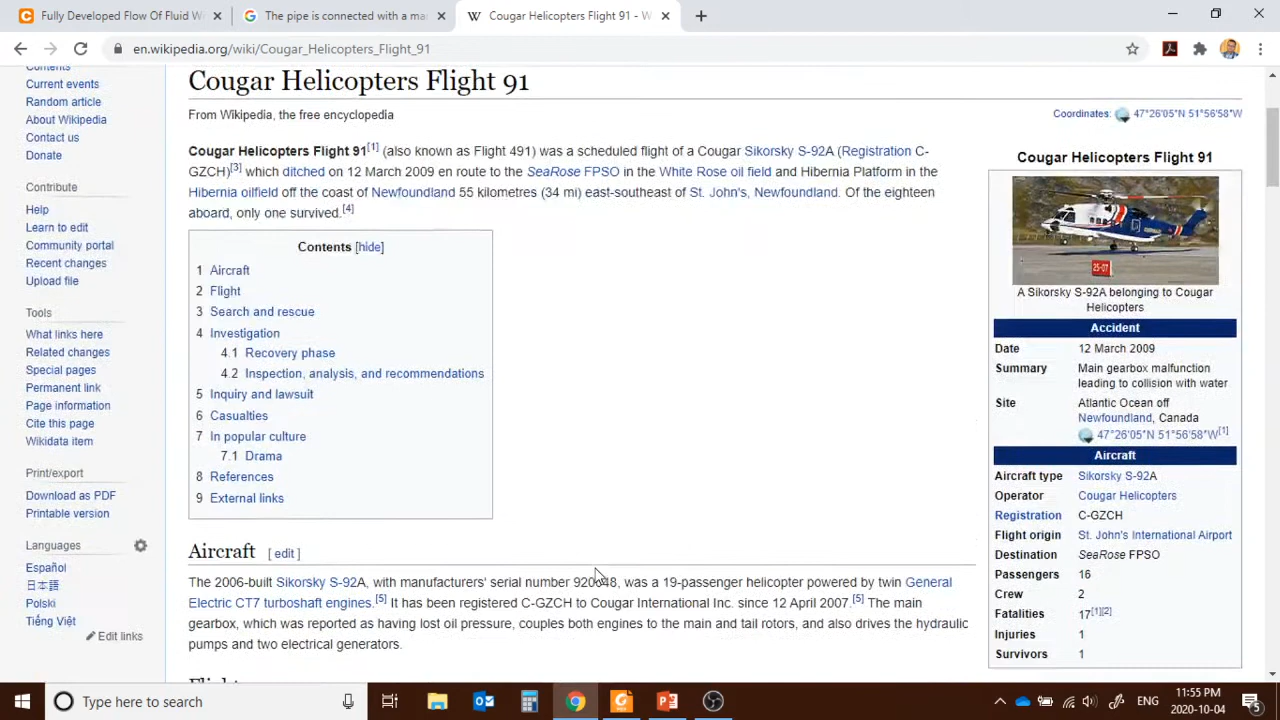 Fully Developed Flow Of Fluid W
The pipe is connected with a ma
Cougar Helicopters Flight 91 - W
en.wikipedia.org/wiki/Cougar_Helicopters_Flight_91
Contents
Current events
Random article
About Wikipedia
Contact us
Donate
Contribute
Help
Learn to edit
Community portal
Recent changes
Upload file
Tools
What links here
Related changes
Special pages
Permanent link
Page information
Cite this page
Wikidata item
Print/export
Download as PDF
Printable version
Languages
Español
日本語
Polski
Tiếng Việt
Edit links
Cougar Helicopters Flight 91
From Wikipedia, the free encyclopedia
Coordinates: 47°26′05″N 51°56′58″W
Cougar Helicopters Flight 91[1] (also known as Flight 491) was a scheduled flight of a Cougar Sikorsky S-92A (Registration C-
GZCH)[3] which ditched on 12 March 2009 en route to the SeaRose FPSO in the White Rose oil field and Hibernia Platform in the
Hibernia oilfield off the coast of Newfoundland 55 kilometres (34 mi) east-southeast of St. John's, Newfoundland. Of the eighteen
aboard, only one survived.[4]
Contents [hide]
1 Aircraft
2 Flight
3 Search and rescue
4 Investigation
4.1 Recovery phase
4.2 Inspection, analysis, and recommendations
5 Inquiry and lawsuit
6 Casualties
7 In popular culture
7.1 Drama
8 References
9 External links
Aircraft [ edit ]
The 2006-built Sikorsky S-92A, with manufacturers' serial number 920048, was a 19-passenger helicopter powered by twin General
Electric CT7 turboshaft engines.[5] It has been registered C-GZCH to Cougar International Inc. since 12 April 2007.[5] The main
gearbox, which was reported as having lost oil pressure, couples both engines to the main and tail rotors, and also drives the hydraulic
pumps and two electrical generators.
Flight
Cougar Helicopters Flight 91
25-07
A Sikorsky S-92A belonging to Cougar
Helicopters
Accident
Date 12 March 2009
Summary Main gearbox malfunction
leading to collision with water
Site Atlantic Ocean off
Newfoundland, Canada
47°26′05″N 51°56′58″W[1]
Aircraft
Aircraft type Sikorsky S-92A
Operator Cougar Helicopters
Registration C-GZCH
Flight origin St. John's International Airport
Destination SeaRose FPSO
Passengers 16
Crew 2
Fatalities 17[1][2]
Injuries 1
Survivors 1
Type here to search
ENG
11:55 PM
2020-10-04
5